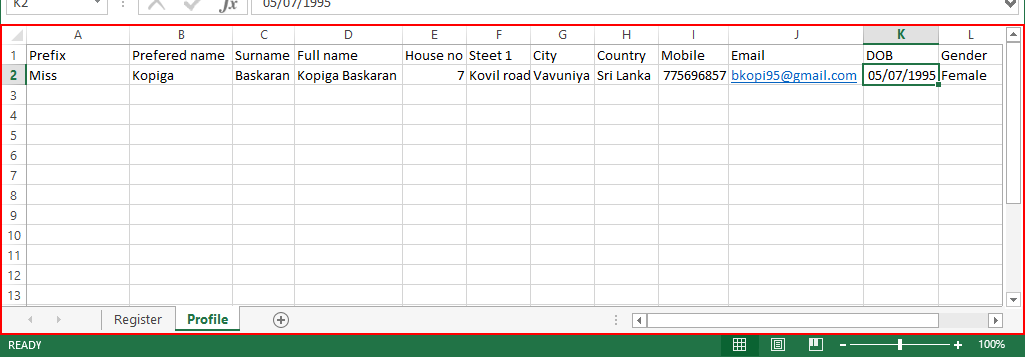 K2 fx 05/07/1995
A B C D E F G H I J K L
1 Prefix Prefered name Surname Full name House no Steet 1 City Country Mobile Email DOB Gender
2 Miss Kopiga Baskaran Kopiga Baskaran 7 Kovil road Vavuniya Sri Lanka 775696857 bkopi95@gmail.com 05/07/1995 Female
3
4
5
6
7
8
9
10
11
12
13
Register Profile
READY 100%